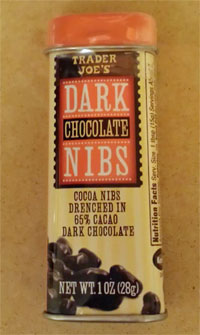 TRADER
JOE'S
DARK
CHOCOLATE
NIBS
COCOA NIBS
DRENCHED IN
65% CACAO
DARK CHOCOLATE
NET WT. 1 OZ (28g)
Nutrition Facts